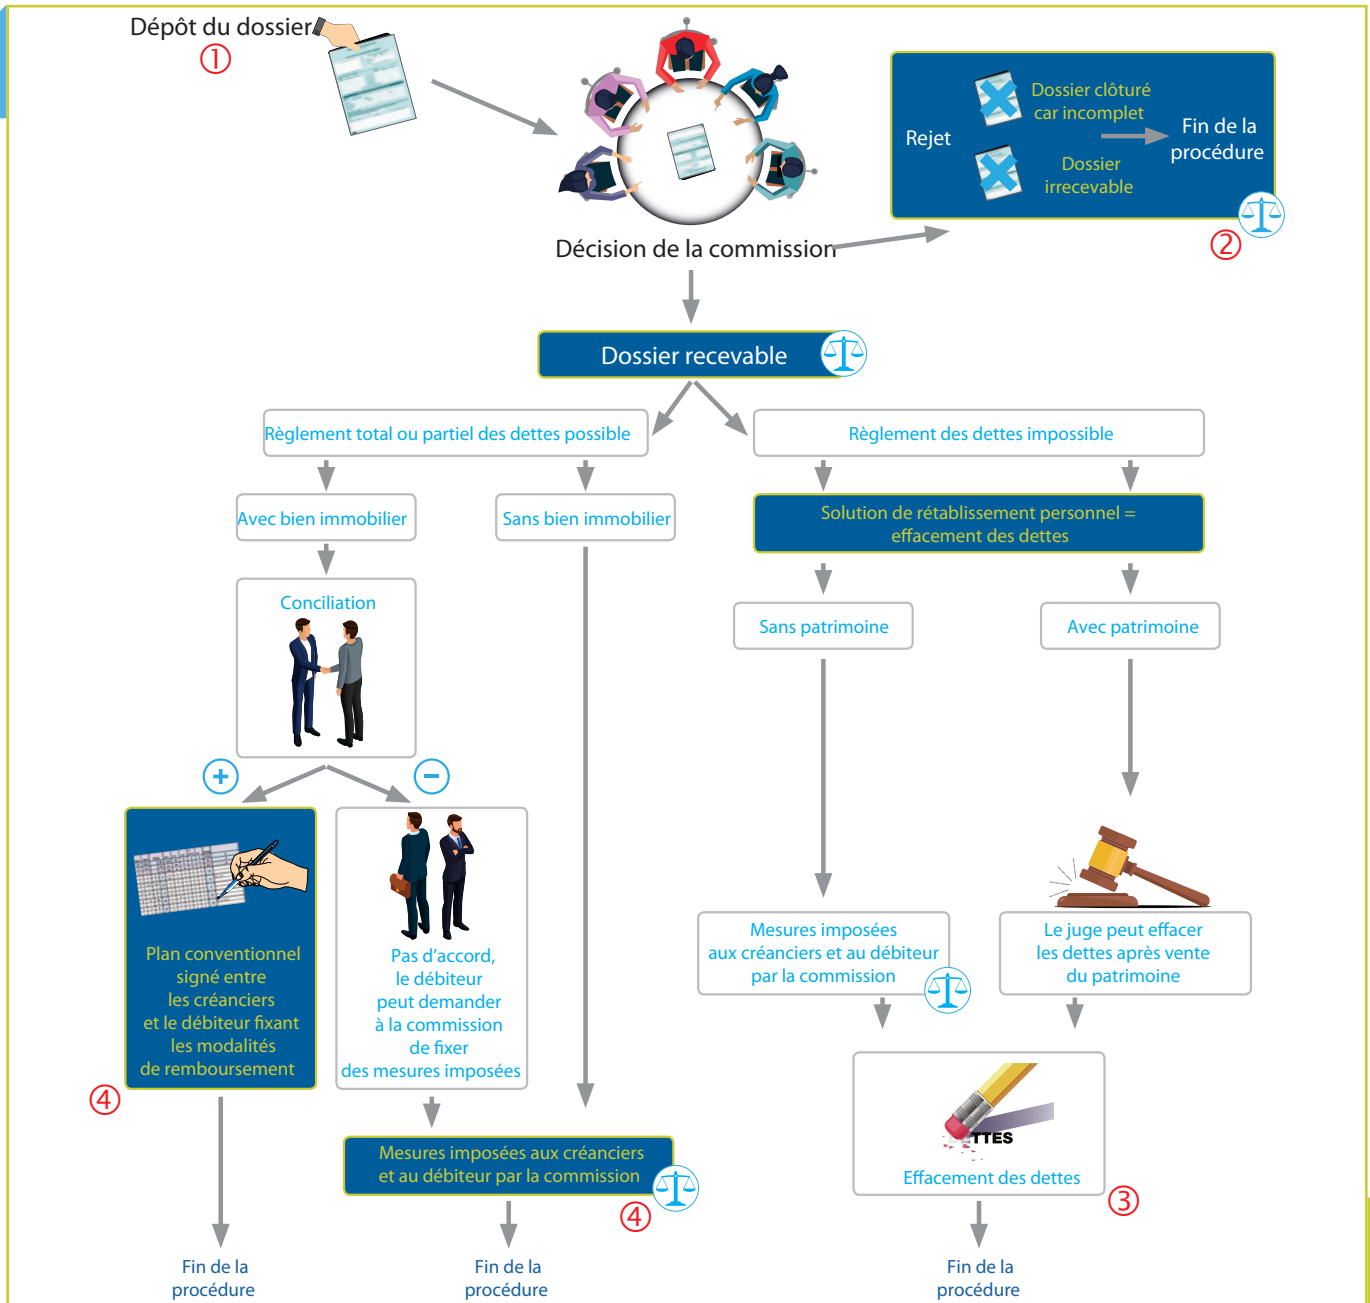 Dépôt du dossier
①
Dossier clôturé
car incomplet
Rejet
Fin de la
procédure
Dossier
irrecevable
②
Décision de la commission
Dossier recevable
Règlement total ou partiel des dettes possible
Règlement des dettes impossible
Avec bien immobilier
Sans bien immobilier
Solution de rétablissement personnel =
effacement des dettes
Conciliation
Sans patrimoine
Avec patrimoine
+
−
Plan conventionnel
signé entre
les créanciers
et le débiteur fixant
les modalités
de remboursement
④
Pas d’accord,
le débiteur
peut demander
à la commission
de fixer
des mesures imposées
Mesures imposées
aux créanciers et au débiteur
par la commission
Le juge peut effacer
les dettes après vente
du patrimoine
Mesures imposées aux créanciers
et au débiteur par la commission
④
TTES
Effacement des dettes
③
Fin de la
procédure
Fin de la
procédure
Fin de la
procédure